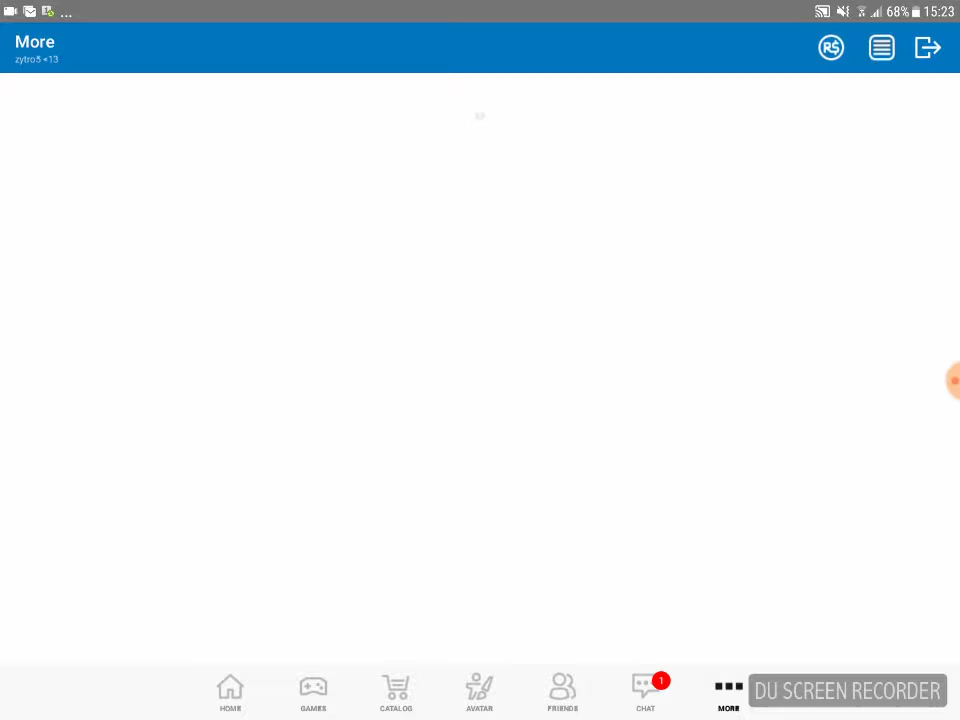 ... 68% 15:23
More
zytro5 <13
R$
1
HOME GAMES CATALOG AVATAR FRIENDS CHAT MORE
DU SCREEN RECORDER